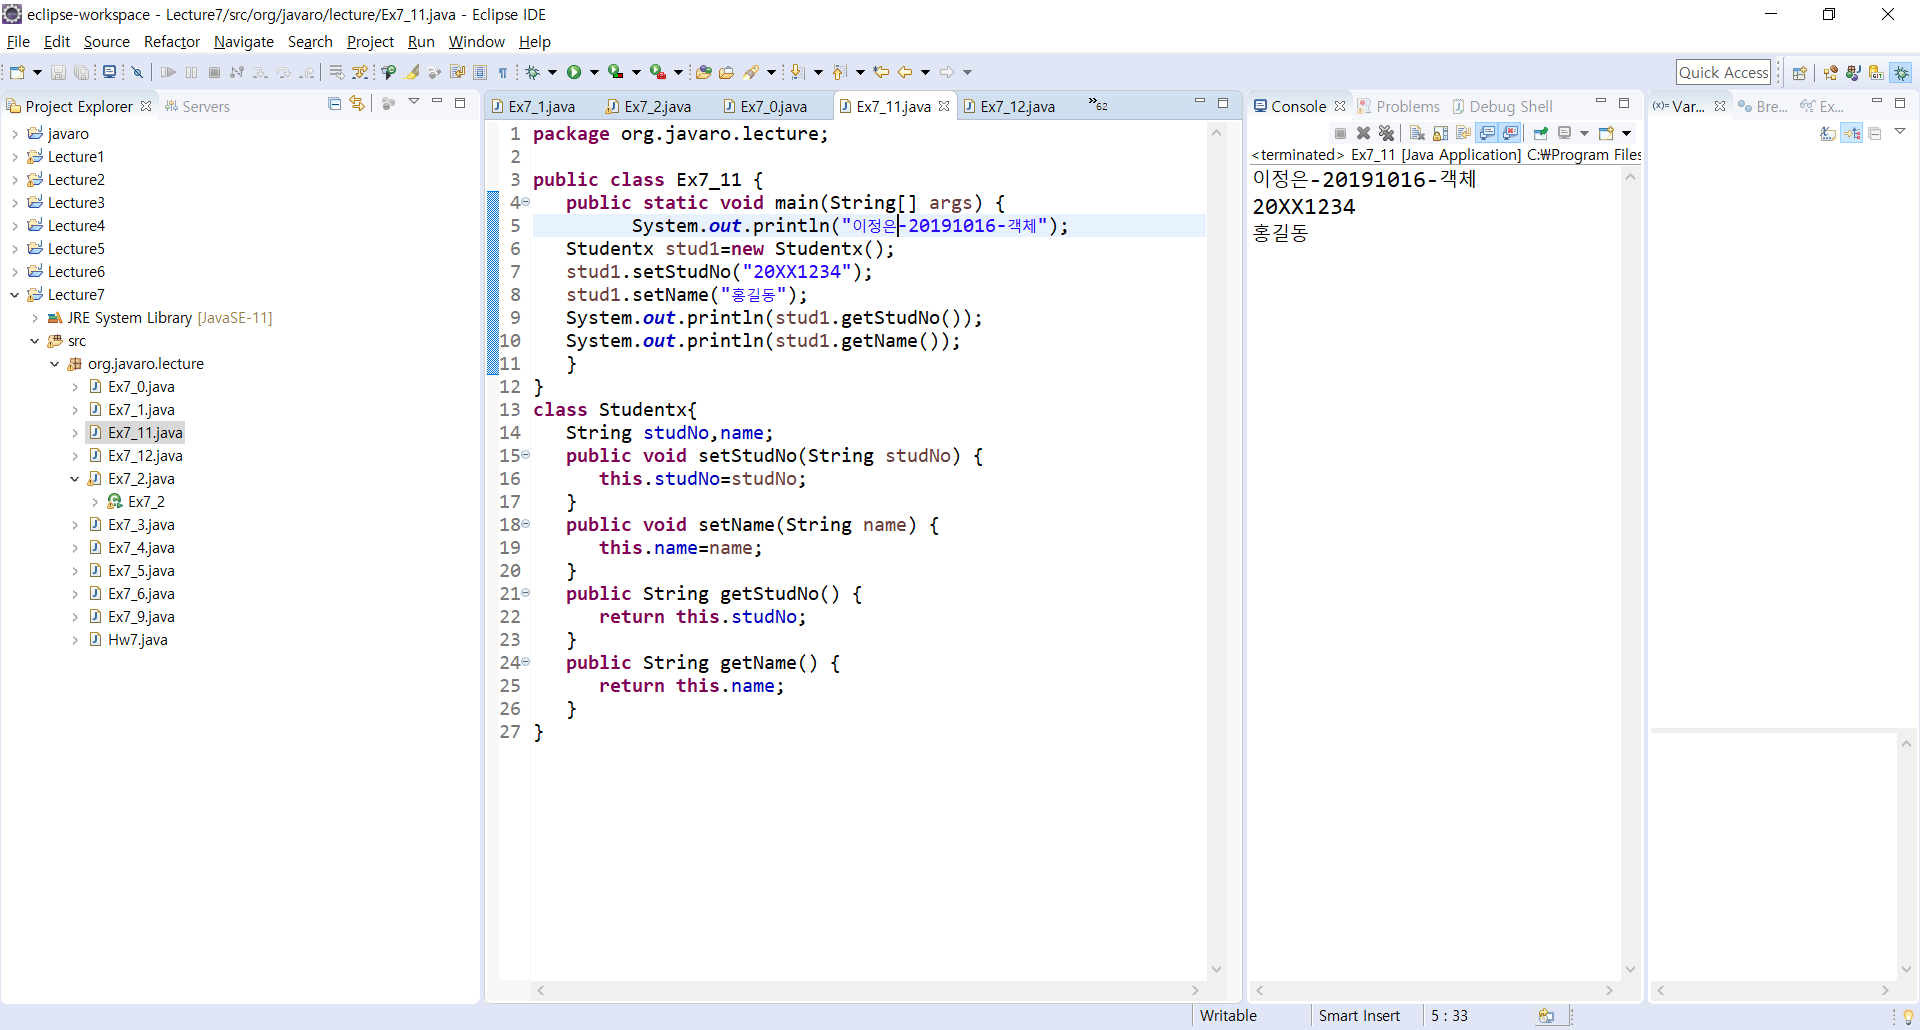 eclipse-workspace - Lecture7/src/org/javaro/lecture/Ex7_11.java - Eclipse IDE
File Edit Source Refactor Navigate Search Project Run Window Help
Quick Access
Project Explorer Servers
javaro
Lecture1
Lecture2
Lecture3
Lecture4
Lecture5
Lecture6
Lecture7
JRE System Library [JavaSE-11]
src
org.javaro.lecture
Ex7_0.java
Ex7_1.java
Ex7_11.java
Ex7_12.java
Ex7_2.java
Ex7_2
Ex7_3.java
Ex7_4.java
Ex7_5.java
Ex7_6.java
Ex7_9.java
Hw7.java
Ex7_1.java Ex7_2.java Ex7_0.java Ex7_11.java Ex7_12.java »62
1 package org.javaro.lecture;
2
3 public class Ex7_11 {
4 public static void main(String[] args) {
5 System.out.println("이정은-20191016-객체");
6 Studentx stud1=new Studentx();
7 stud1.setStudNo("20XX1234");
8 stud1.setName("홍길동");
9 System.out.println(stud1.getStudNo());
10 System.out.println(stud1.getName());
11 }
12 }
13 class Studentx{
14 String studNo,name;
15 public void setStudNo(String studNo) {
16 this.studNo=studNo;
17 }
18 public void setName(String name) {
19 this.name=name;
20 }
21 public String getStudNo() {
22 return this.studNo;
23 }
24 public String getName() {
25 return this.name;
26 }
27 }
Console Problems Debug Shell
<terminated> Ex7_11 [Java Application] C:₩Program Files
이정은-20191016-객체
20XX1234
홍길동
(x)= Var... Bre... Ex...
Writable Smart Insert 5 : 33